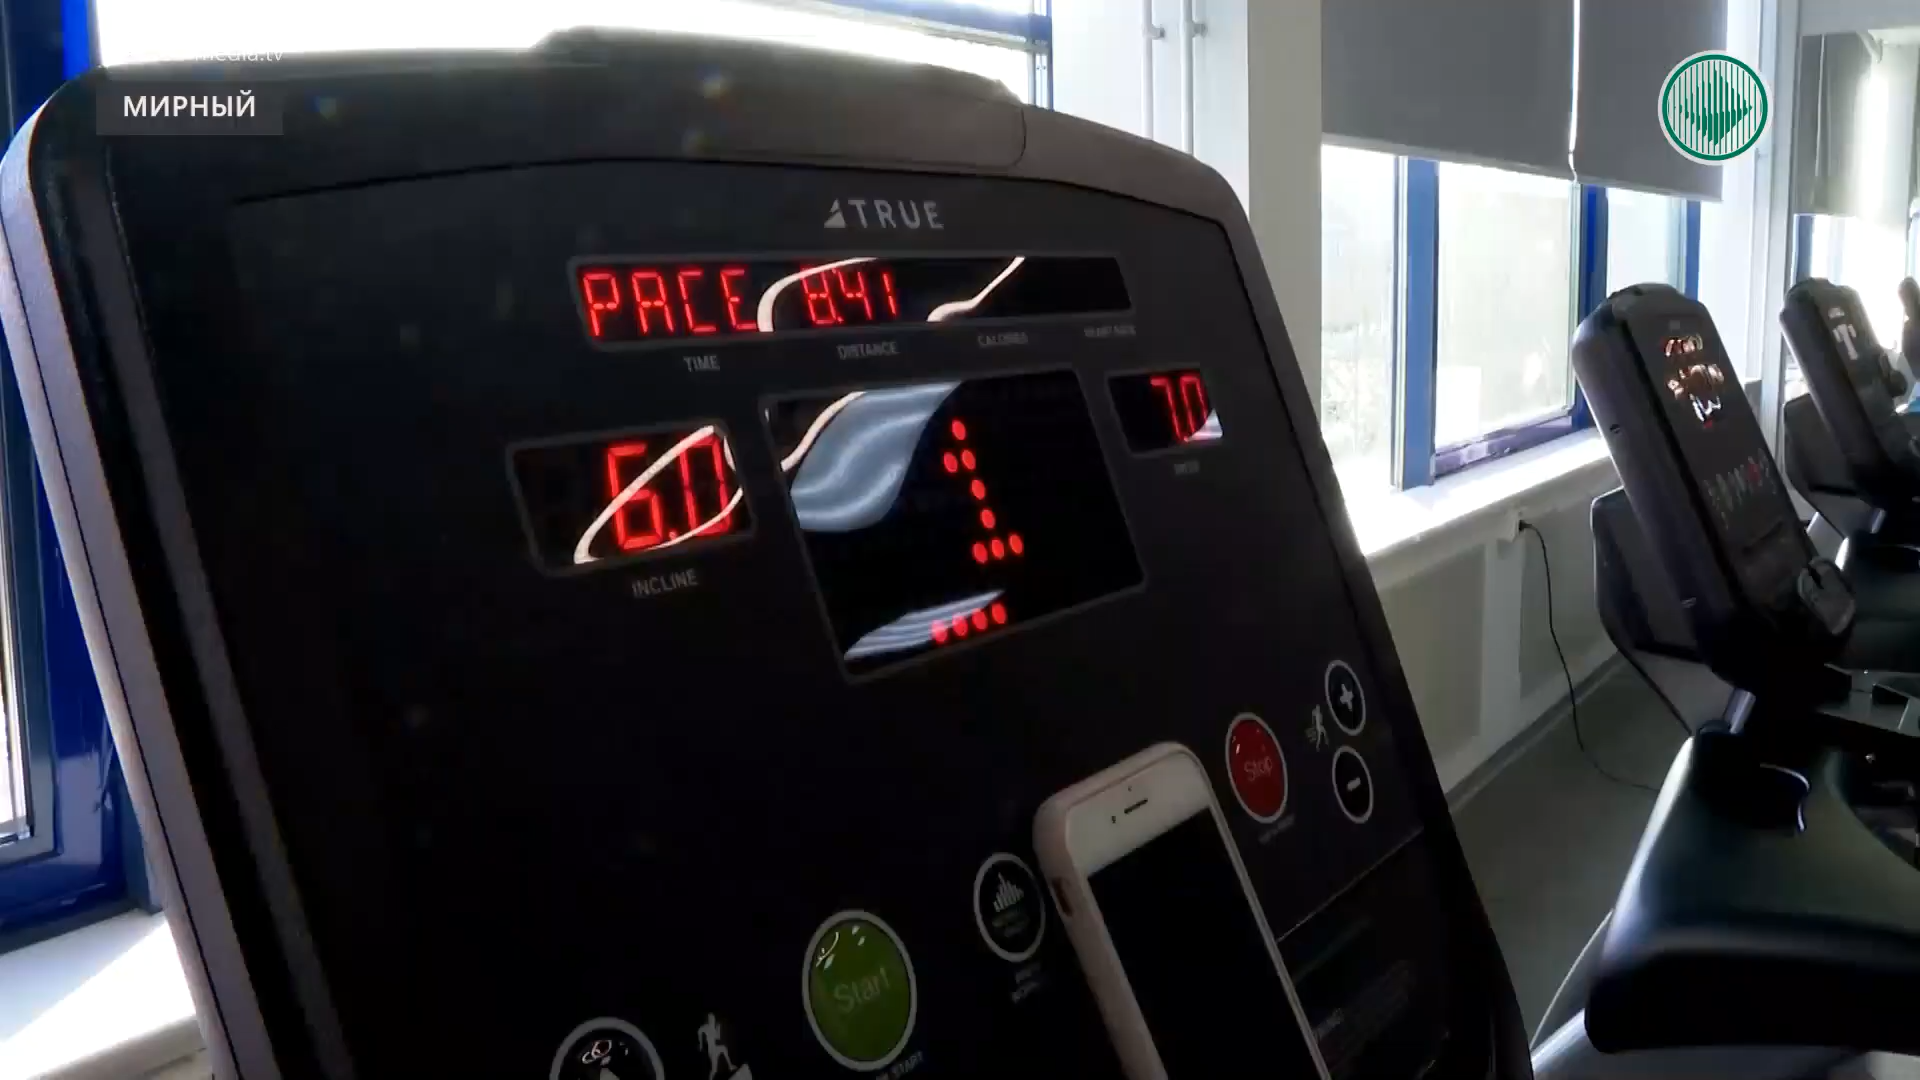 МИРНЫЙ
TRUE
PACE 8:41
TIME
DISTANCE
CALORIES
HEART RATE
6.0
7.0
INCLINE
Stop
Start